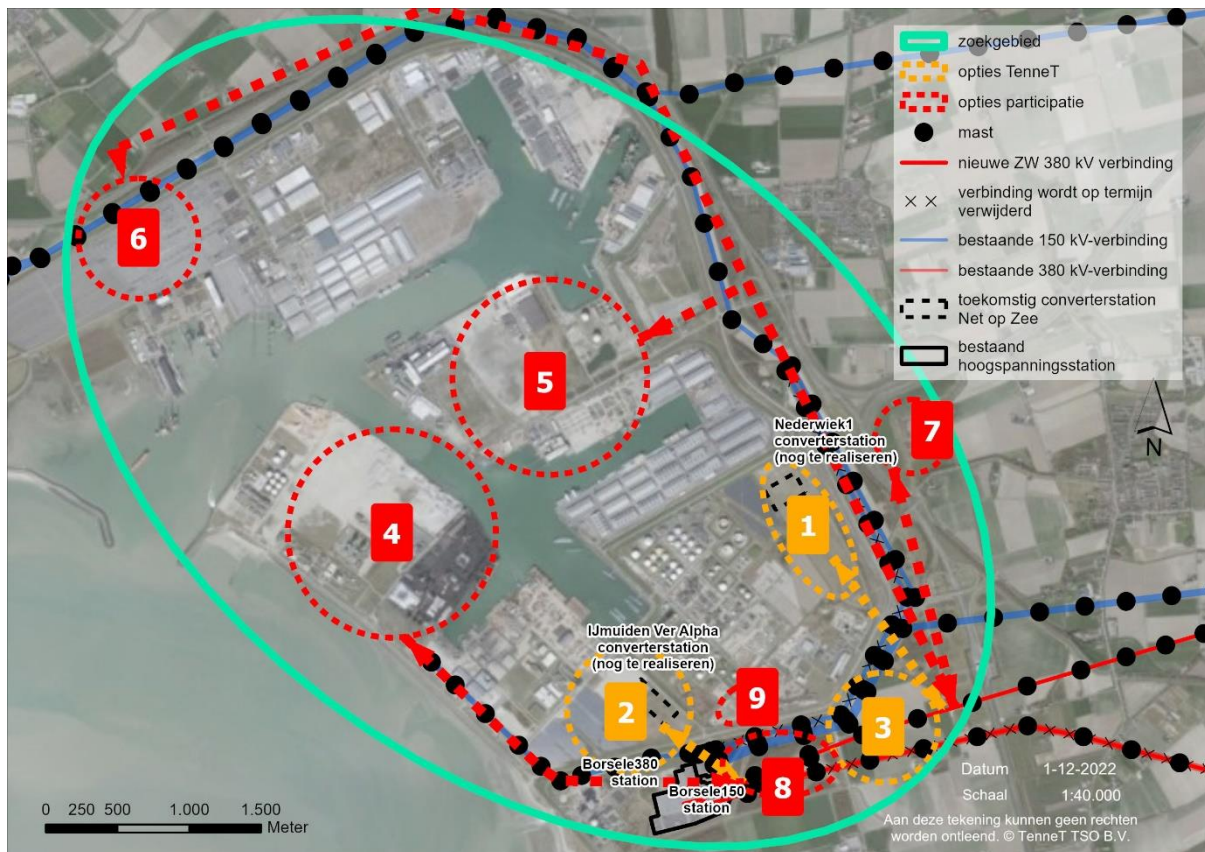 zoekgebied
opties TenneT
opties participatie
mast
nieuwe ZW 380 kV verbinding
verbinding wordt op termijn
verwijderd
bestaande 150 kV-verbinding
bestaande 380 kV-verbinding
toekomstig converterstation
Net op Zee
bestaand
hoogspanningsstation
N
6
5
7
Nederwiek1
converterstation
(nog te realiseren)
1
4
IJmuiden Ver Alpha
converterstation
(nog te realiseren)
2
9
3
Borsele380
station
Borsele150
station
8
Datum 1-12-2022
Schaal 1:40.000
Aan deze tekening kunnen geen rechten
worden ontleend. © TenneT TSO B.V.
0 250 500 1.000 1.500
Meter